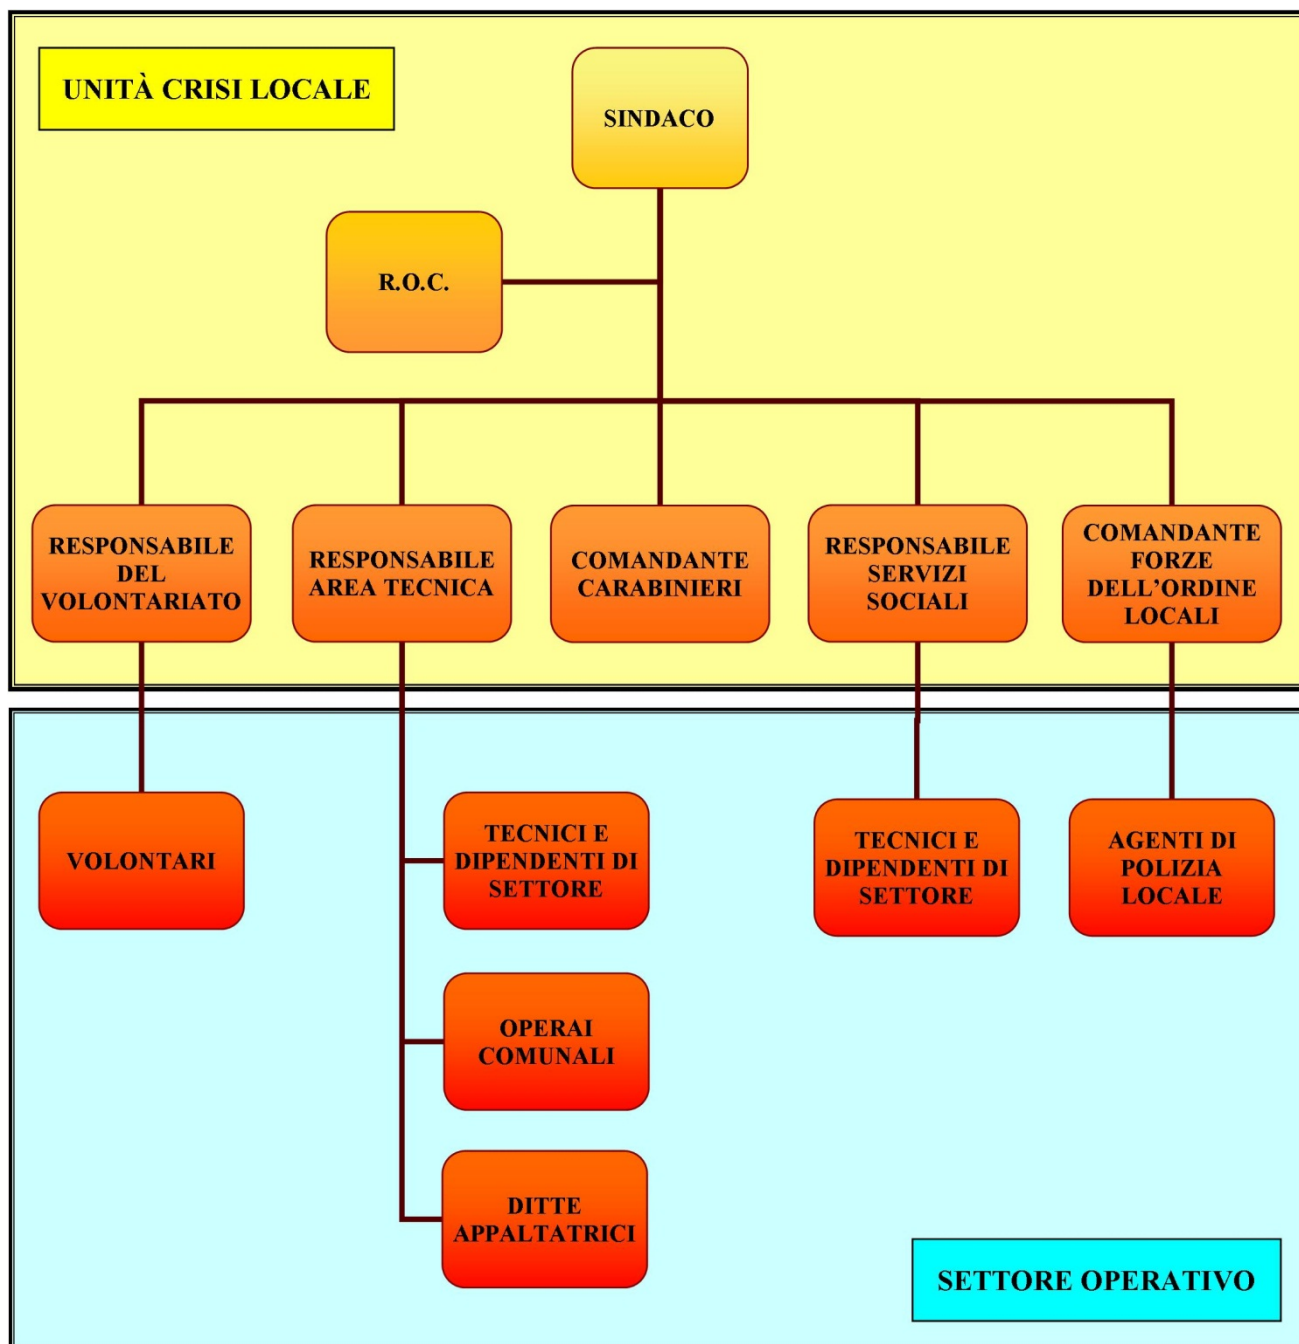 UNITÀ CRISI LOCALE
SINDACO
R.O.C.
RESPONSABILE
DEL
VOLONTARIATO
RESPONSABILE
AREA TECNICA
COMANDANTE
CARABINIERI
RESPONSABILE
SERVIZI
SOCIALI
COMANDANTE
FORZE
DELL’ORDINE
LOCALI
VOLONTARI
TECNICI E
DIPENDENTI DI
SETTORE
TECNICI E
DIPENDENTI DI
SETTORE
AGENTI DI
POLIZIA
LOCALE
OPERAI
COMUNALI
DITTE
APPALTATRICI
SETTORE OPERATIVO